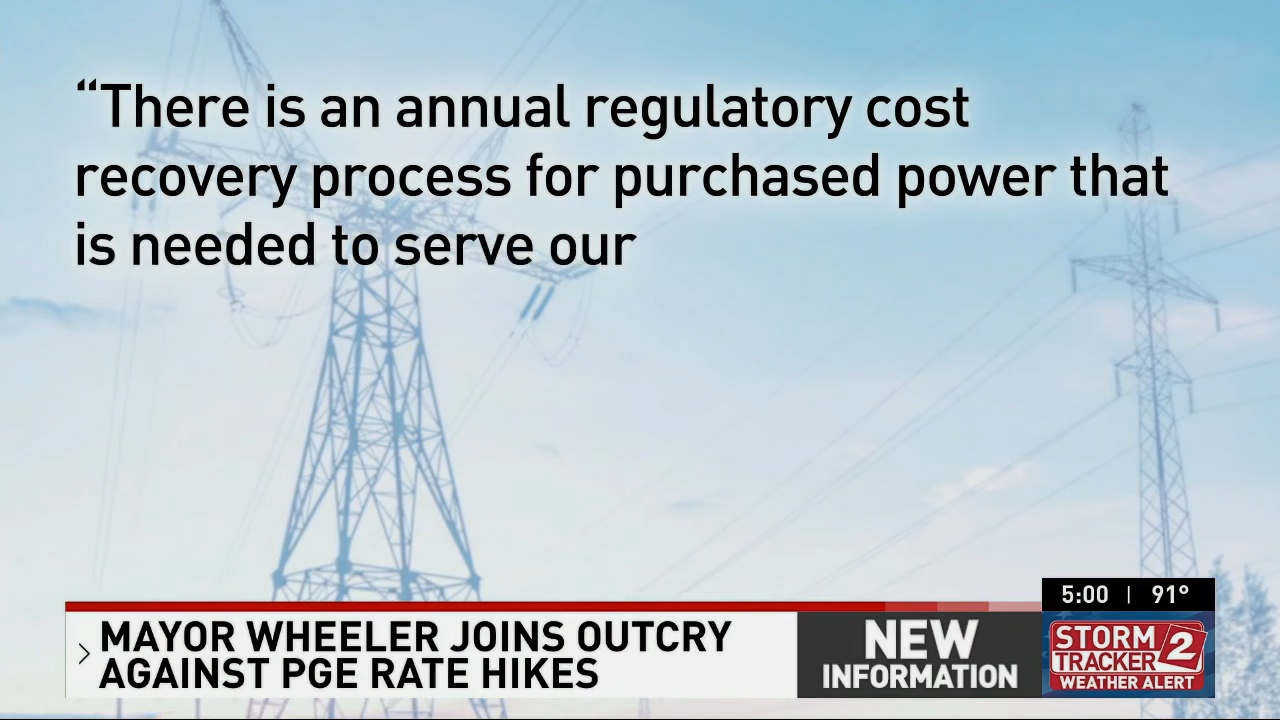 “There is an annual regulatory cost
recovery process for purchased power that
is needed to serve our
5:00 | 91°
MAYOR WHEELER JOINS OUTCRY
AGAINST PGE RATE HIKES
NEW
INFORMATION
STORM
TRACKER 2
WEATHER ALERT